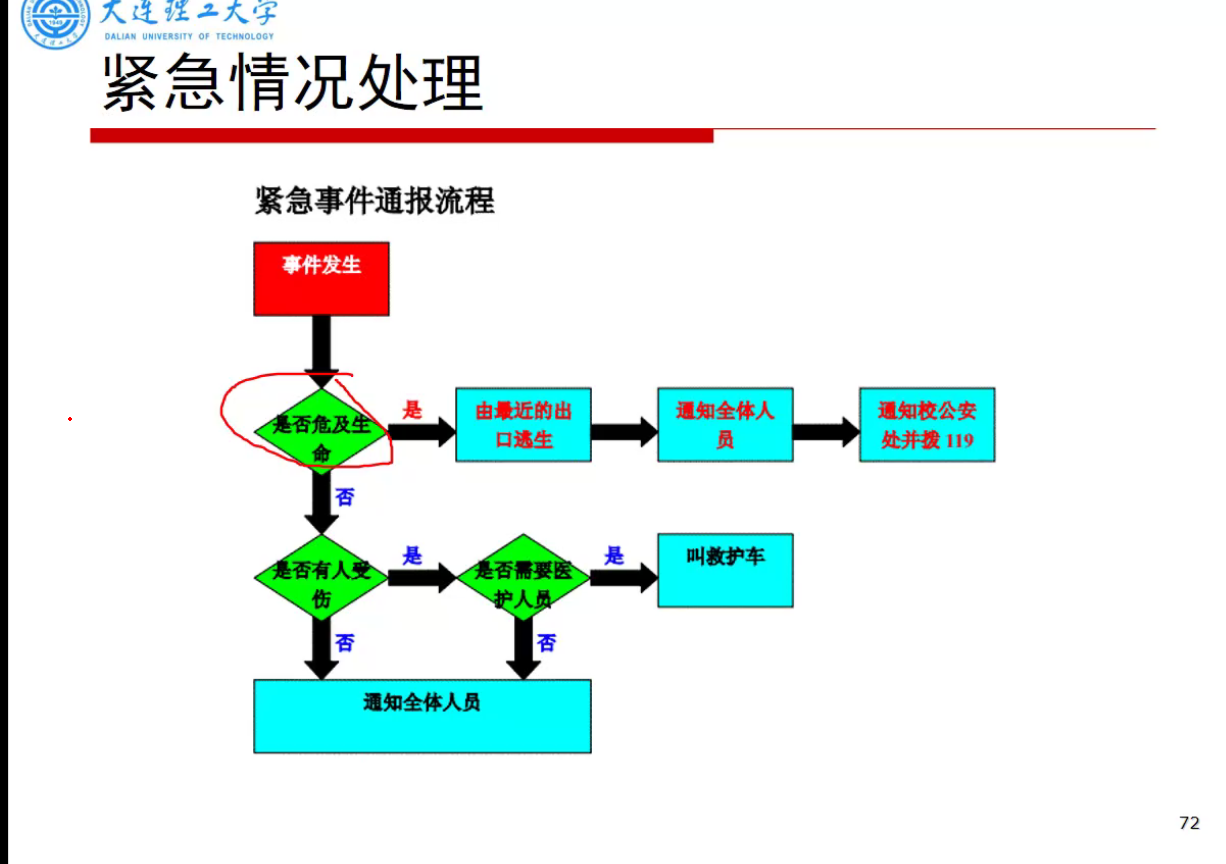 大连理工大学
DALIAN UNIVERSITY OF TECHNOLOGY
紧急情况处理
紧急事件通报流程
事件发生
是否危及生
命
是
由最近的出
口逃生
通知全体人
员
通知校公安
处并拨 119
否
是否有人受
伤
是
是否需要医
护人员
是
叫救护车
否
否
通知全体人员
72